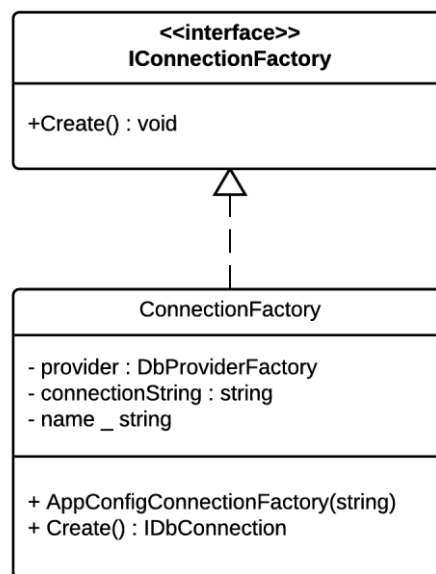 <<interface>>
IConnectionFactory
+Create() : void
ConnectionFactory
- provider : DbProviderFactory
- connectionString : string
- name _ string
+ AppConfigConnectionFactory(string)
+ Create() : IDbConnection